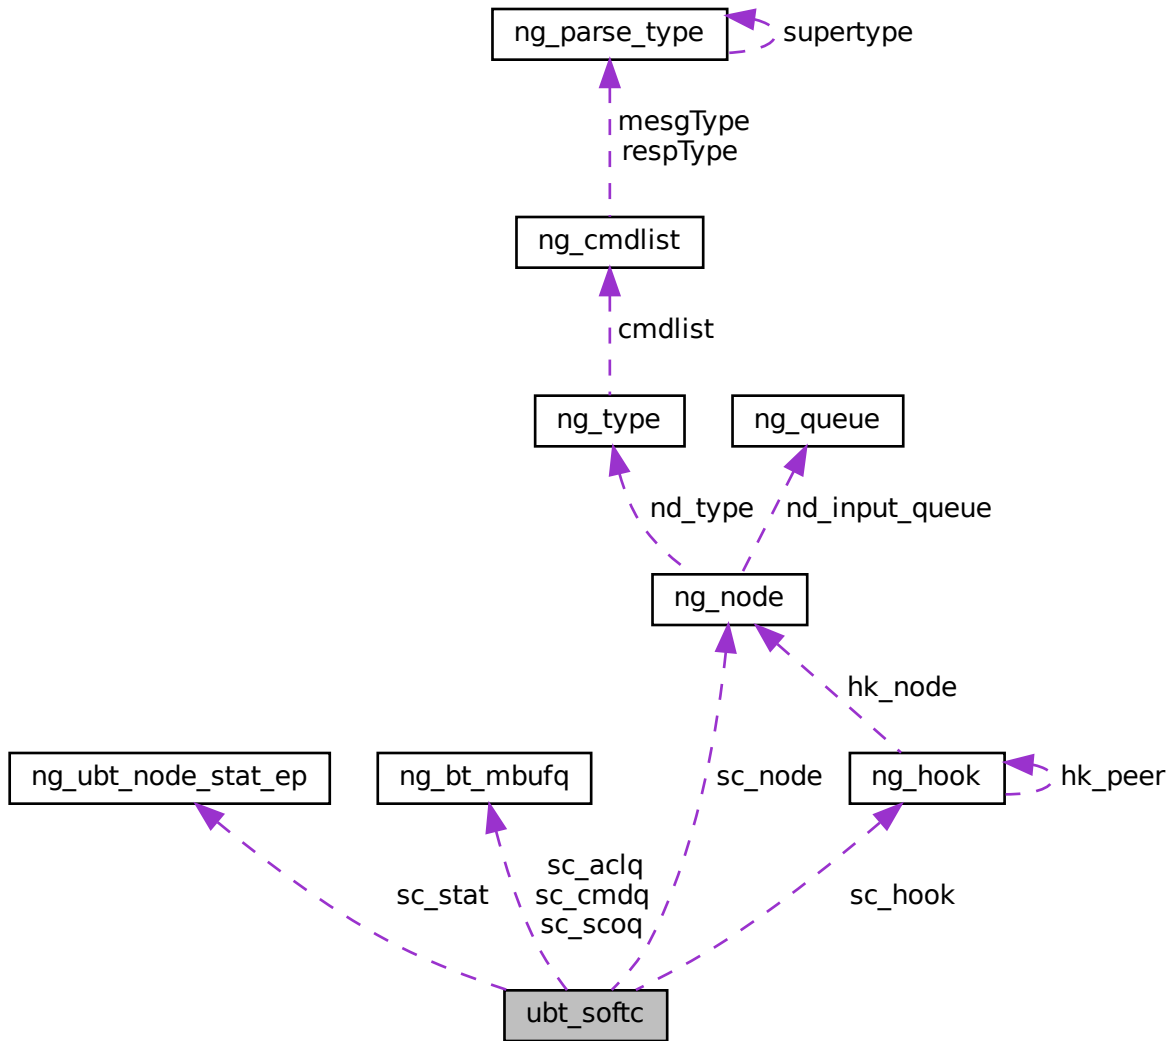 ng_parse_type
supertype
mesgType
respType
ng_cmdlist
cmdlist
ng_type
ng_queue
nd_type
nd_input_queue
ng_node
hk_node
ng_ubt_node_stat_ep
ng_bt_mbufq
sc_node
ng_hook
hk_peer
sc_stat
sc_aclq
sc_cmdq
sc_scoq
sc_hook
ubt_softc